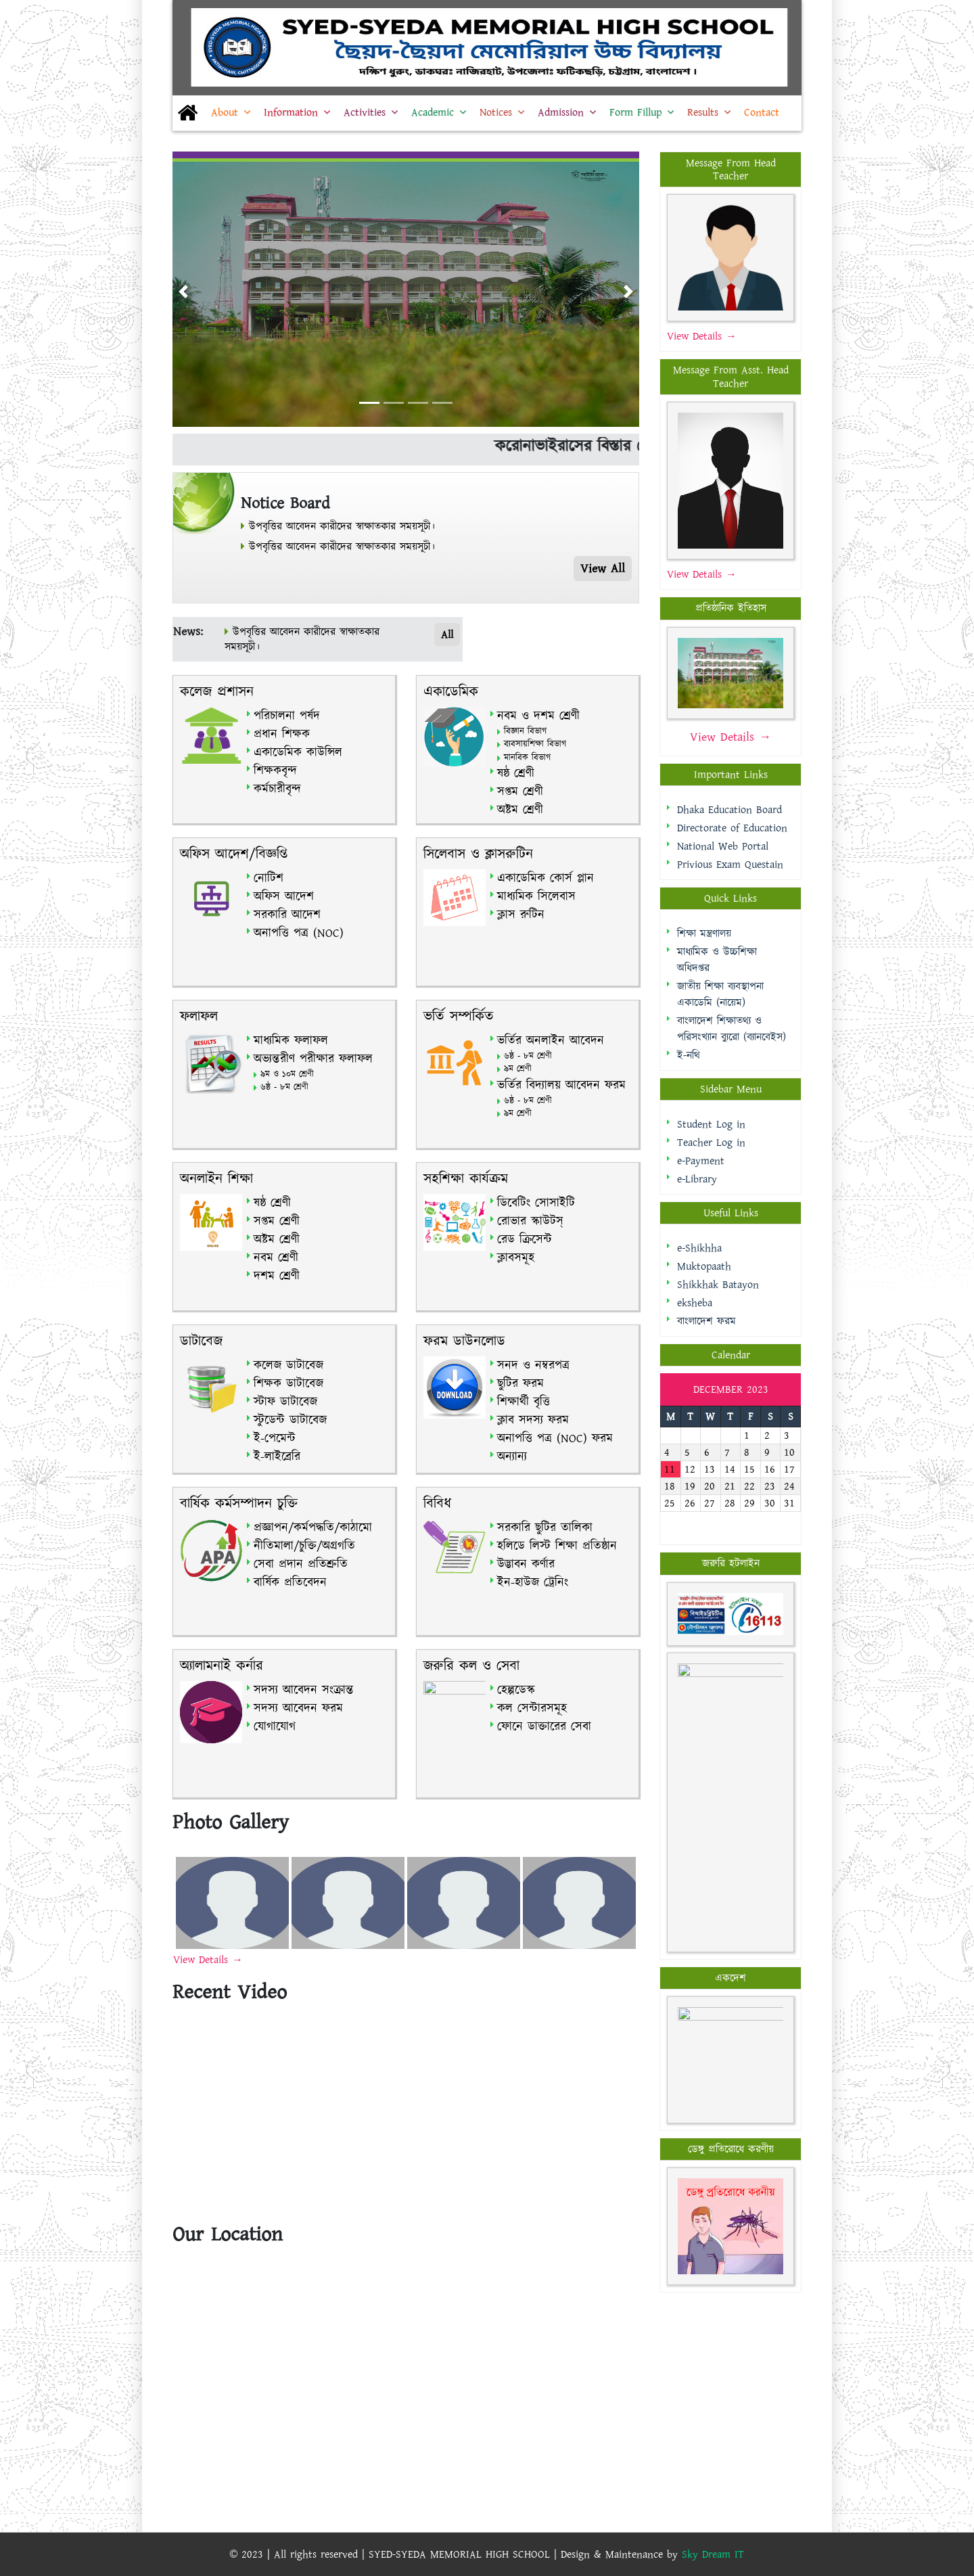 SYED-SYEDA MEMORIAL HIGH SCHOOL
ছৈয়দ-ছৈয়দা মেমোরিয়াল উচ্চ বিদ্যালয়
দক্ষিণ ধুরুং, ডাকঘরঃ নাজিরহাট, উপজেলাঃ ফটিকছড়ি, চট্টগ্রাম, বাংলাদেশ ।
About Information Activities Academic Notices Admission Form Fillup Results Contact
করোনাভাইরাসের বিস্তার
Notice Board
উপবৃত্তির আবেদন কারীদের স্বাক্ষাতকার সময়সূচী।
উপবৃত্তির আবেদন কারীদের স্বাক্ষাতকার সময়সূচী।
View All
News:
উপবৃত্তির আবেদন কারীদের স্বাক্ষাতকার
সময়সূচী।
All
কলেজ প্রশাসন
পরিচালনা পর্ষদ
প্রধান শিক্ষক
একাডেমিক কাউন্সিল
শিক্ষকবৃন্দ
কর্মচারীবৃন্দ
একাডেমিক
নবম ও দশম শ্রেণী
বিজ্ঞান বিভাগ
ব্যবসায়শিক্ষা বিভাগ
মানবিক বিভাগ
ষষ্ঠ শ্রেণী
সপ্তম শ্রেণী
অষ্টম শ্রেণী
অফিস আদেশ/বিজ্ঞপ্তি
নোটিশ
অফিস আদেশ
সরকারি আদেশ
অনাপত্তি পত্র (NOC)
সিলেবাস ও ক্লাসরুটিন
একাডেমিক কোর্স প্লান
মাধ্যমিক সিলেবাস
ক্লাস রুটিন
ফলাফল
RESULTS
মাধ্যমিক ফলাফল
অভ্যন্তরীণ পরীক্ষার ফলাফল
৯ম ও ১০ম শ্রেণী
৬ষ্ঠ - ৮ম শ্রেণী
ভর্তি সম্পর্কিত
ভর্তির অনলাইন আবেদন
৬ষ্ঠ - ৮ম শ্রেণী
৯ম শ্রেণী
ভর্তির বিদ্যালয় আবেদন ফরম
৬ষ্ঠ - ৮ম শ্রেণী
৯ম শ্রেণী
অনলাইন শিক্ষা
ষষ্ঠ শ্রেণী
সপ্তম শ্রেণী
অষ্টম শ্রেণী
নবম শ্রেণী
দশম শ্রেণী
সহশিক্ষা কার্যক্রম
ডিবেটিং সোসাইটি
রোভার স্কাউটস্
রেড ক্রিসেন্ট
ক্লাবসমূহ
ডাটাবেজ
কলেজ ডাটাবেজ
শিক্ষক ডাটাবেজ
স্টাফ ডাটাবেজ
স্টুডেন্ট ডাটাবেজ
ই-পেমেন্ট
ই-লাইব্রেরি
ফরম ডাউনলোড
DOWNLOAD
সনদ ও নম্বরপত্র
ছুটির ফরম
শিক্ষার্থী বৃত্তি
ক্লাব সদস্য ফরম
অনাপত্তি পত্র (NOC) ফরম
অন্যান্য
বার্ষিক কর্মসম্পাদন চুক্তি
APA
প্রজ্ঞাপন/কর্মপদ্ধতি/কাঠামো
নীতিমালা/চুক্তি/অগ্রগতি
সেবা প্রদান প্রতিশ্রুতি
বার্ষিক প্রতিবেদন
বিবিধ
সরকারি ছুটির তালিকা
হলিডে লিস্ট শিক্ষা প্রতিষ্ঠান
উদ্ভাবন কর্ণার
ইন-হাউজ ট্রেনিং
অ্যালামনাই কর্নার
সদস্য আবেদন সংক্রান্ত
সদস্য আবেদন ফরম
যোগাযোগ
জরুরি কল ও সেবা
হেল্পডেস্ক
কল সেন্টারসমূহ
ফোনে ডাক্তারের সেবা
Photo Gallery
View Details →
Recent Video
Our Location
Message From Head
Teacher
View Details →
Message From Asst. Head
Teacher
View Details →
প্রতিষ্ঠানিক ইতিহাস
View Details →
Important Links
Dhaka Education Board
Directorate of Education
National Web Portal
Privious Exam Questain
Quick Links
শিক্ষা মন্ত্রণালয়
মাধ্যমিক ও উচ্চশিক্ষা
অধিদপ্তর
জাতীয় শিক্ষা ব্যবস্থাপনা
একাডেমি (নায়েম)
বাংলাদেশ শিক্ষাতথ্য ও
পরিসংখ্যান ব্যুরো (ব্যানবেইস)
ই-নথি
Sidebar Menu
Student Log in
Teacher Log in
e-Payment
e-Library
Useful Links
e-Shikhha
Muktopaath
Shikkhak Batayon
eksheba
বাংলাদেশ ফরম
Calendar
DECEMBER 2023
M T W T F S S
1 2 3
4 5 6 7 8 9 10
11 12 13 14 15 16 17
18 19 20 21 22 23 24
25 26 27 28 29 30 31
জরুরি হটলাইন
হটলাইন নম্বর
16113
একদেশ
ডেঙ্গু প্রতিরোধে করণীয়
ডেঙ্গু প্রতিরোধে করনীয়
© 2023 | All rights reserved | SYED-SYEDA MEMORIAL HIGH SCHOOL | Design & Maintenance by Sky Dream IT